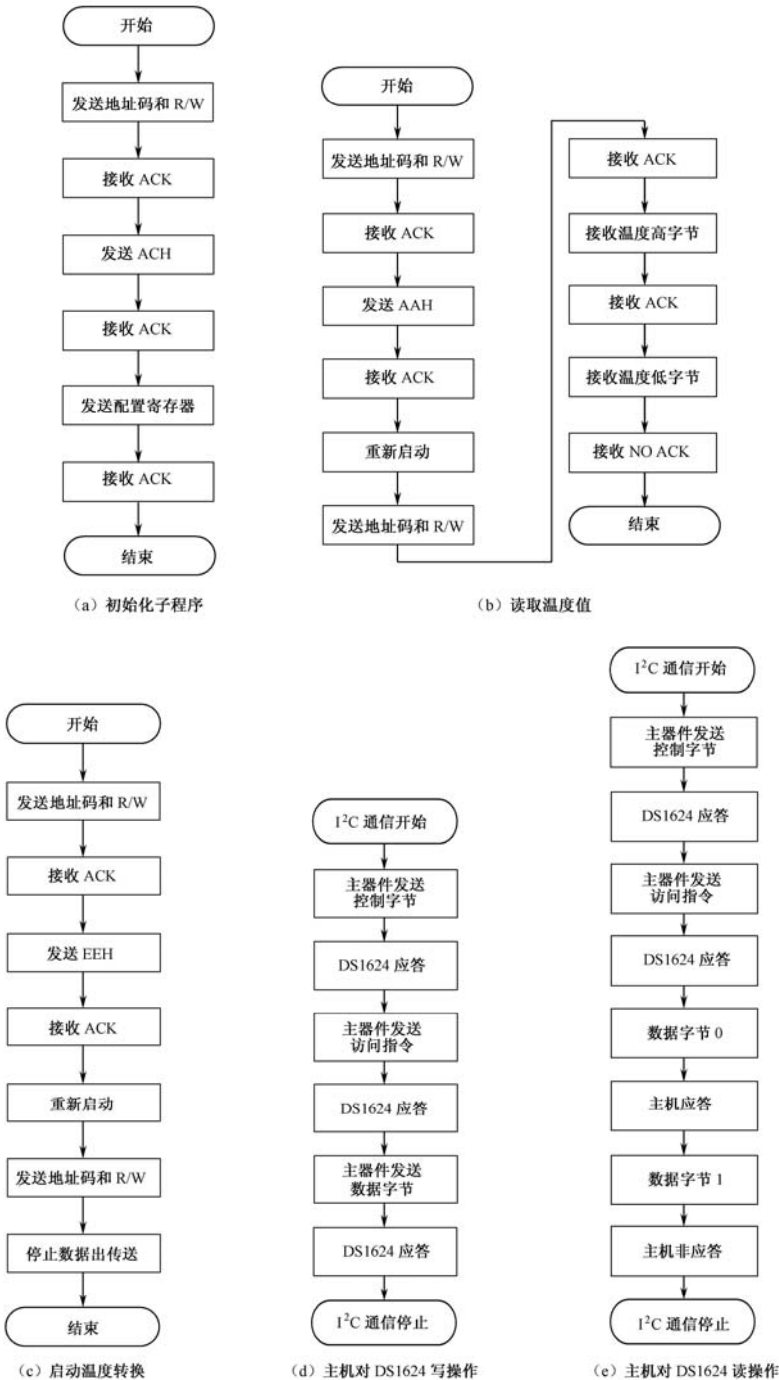 开始
发送地址码和 R/W
接收 ACK
发送 ACH
接收 ACK
发送配置寄存器
接收 ACK
结束
（a）初始化子程序
开始
发送地址码和 R/W
接收 ACK
发送 AAH
接收 ACK
重新启动
发送地址码和 R/W
接收 ACK
接收温度高字节
接收 ACK
接收温度低字节
接收 NO ACK
结束
（b）读取温度值
开始
发送地址码和 R/W
接收 ACK
发送 EEH
接收 ACK
重新启动
发送地址码和 R/W
停止数据出传送
结束
（c）启动温度转换
I²C 通信开始
主器件发送
控制字节
DS1624 应答
主器件发送
访问指令
DS1624 应答
主器件发送
数据字节
DS1624 应答
I²C 通信停止
（d）主机对 DS1624 写操作
I²C 通信开始
主器件发送
控制字节
DS1624 应答
主器件发送
访问指令
DS1624 应答
数据字节 0
主机应答
数据字节 1
主机非应答
I²C 通信停止
（e）主机对 DS1624 读操作